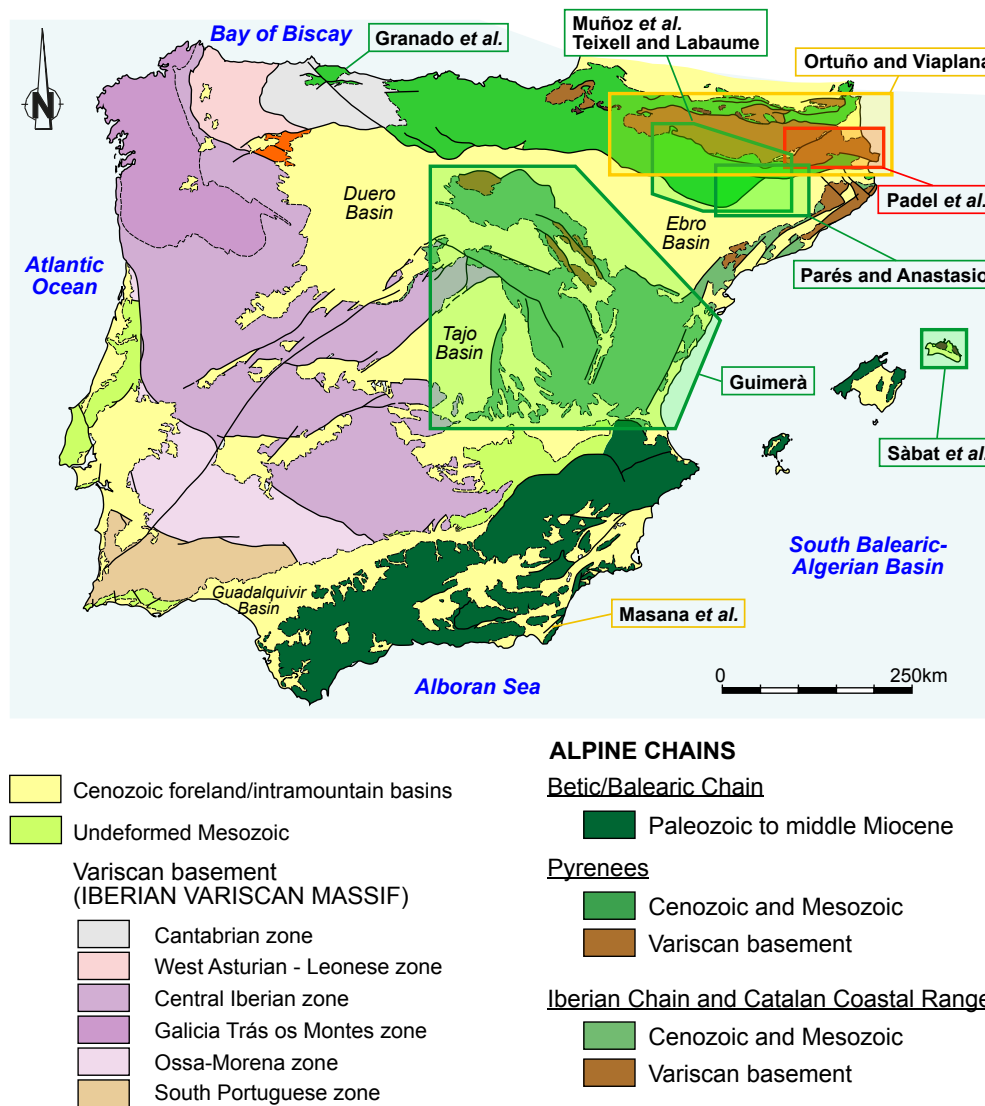 Bay of Biscay
Granado et al.
Muñoz et al.
Teixell and Labaume
Ortuño and Viaplana
N
Duero
Basin
Ebro
Basin
Padel et al.
Atlantic
Ocean
Parés and Anastasio
Tajo
Basin
Guimerà
Sàbat et al.
South Balearic-
Algerian Basin
Guadalquivir
Basin
Masana et al.
Alboran Sea
0 250km
Cenozoic foreland/intramountain basins
Undeformed Mesozoic
Variscan basement
(IBERIAN VARISCAN MASSIF)
Cantabrian zone
West Asturian - Leonese zone
Central Iberian zone
Galicia Trás os Montes zone
Ossa-Morena zone
South Portuguese zone
ALPINE CHAINS
Betic/Balearic Chain
Paleozoic to middle Miocene
Pyrenees
Cenozoic and Mesozoic
Variscan basement
Iberian Chain and Catalan Coastal Range
Cenozoic and Mesozoic
Variscan basement